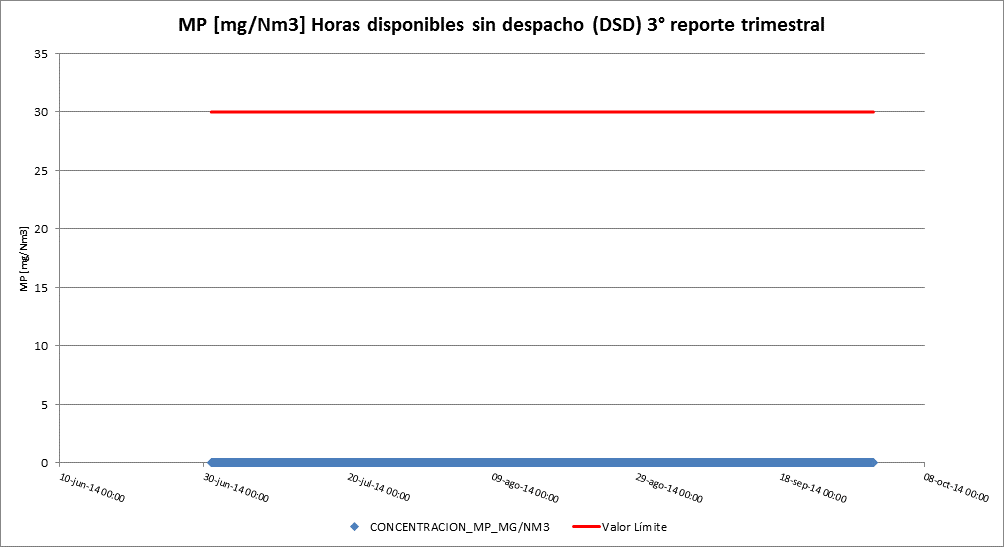 MP [mg/Nm3] Horas disponibles sin despacho (DSD) 3° reporte trimestral
35
30
25
20
15
10
5
0
MP [mg/Nm3]
10-jun-14 00:00
30-jun-14 00:00
20-jul-14 00:00
09-ago-14 00:00
29-ago-14 00:00
18-sep-14 00:00
08-oct-14 00:00
CONCENTRACION_MP_MG/NM3
Valor Límite